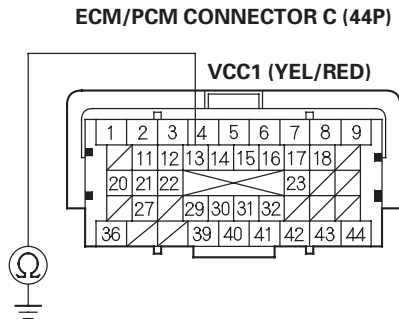 ECM/PCM CONNECTOR C (44P)
VCC1 (YEL/RED)
1 2 3 4 5 6 7 8 9
11 12 13 14 15 16 17 18
20 21 22 23
27 29 30 31 32
36 39 40 41 42 43 44
Ω